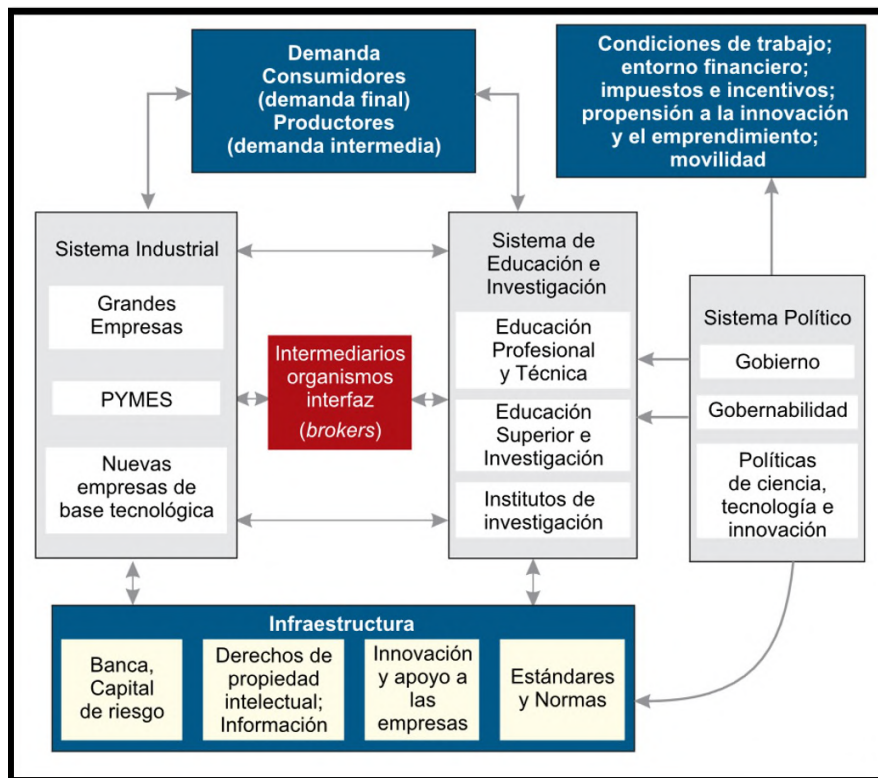 Demanda
Consumidores
(demanda final)
Productores
(demanda intermedia)
Condiciones de trabajo;
entorno financiero;
impuestos e incentivos;
propensión a la innovación
y el emprendimiento;
movilidad
Sistema Industrial
Grandes
Empresas
PYMES
Nuevas
empresas de
base tecnológica
Intermediarios
organismos
interfaz
(brokers)
Sistema de
Educación e
Investigación
Educación
Profesional
y Técnica
Educación
Superior e
Investigación
Institutos de
investigación
Sistema Político
Gobierno
Gobernabilidad
Políticas
de ciencia,
tecnología e
innovación
Infraestructura
Banca,
Capital
de riesgo
Derechos de
propiedad
intelectual;
Información
Innovación
y apoyo a
las
empresas
Estándares
y Normas